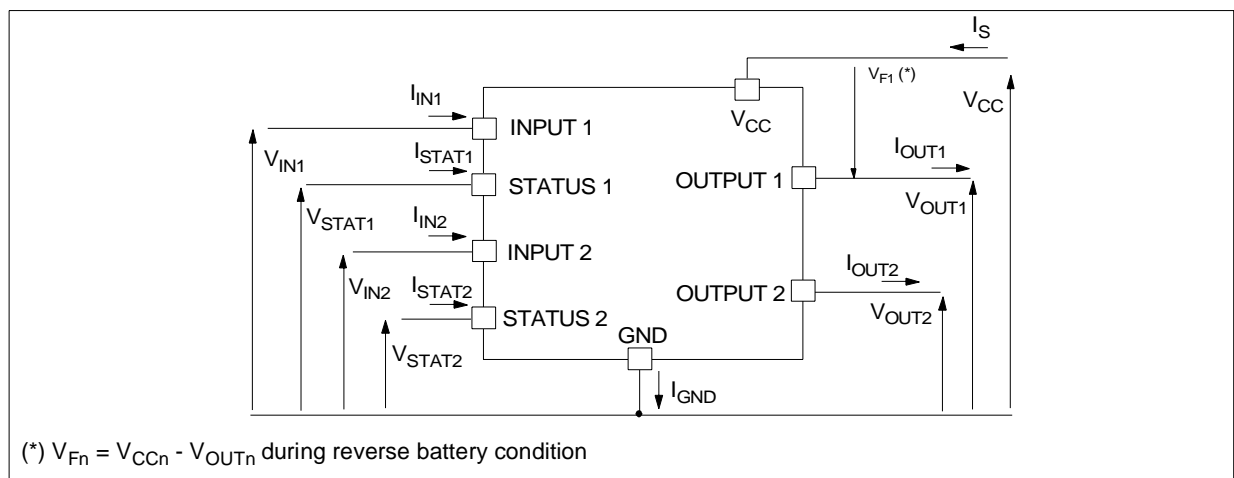 I_S
V_F1 (*)
V_CC
V_CC
I_IN1
INPUT 1
V_IN1
I_STAT1
STATUS 1
V_STAT1
I_IN2
INPUT 2
V_IN2
I_STAT2
STATUS 2
V_STAT2
OUTPUT 1
I_OUT1
V_OUT1
OUTPUT 2
I_OUT2
V_OUT2
GND
I_GND
(*) V_Fn = V_CCn - V_OUTn during reverse battery condition